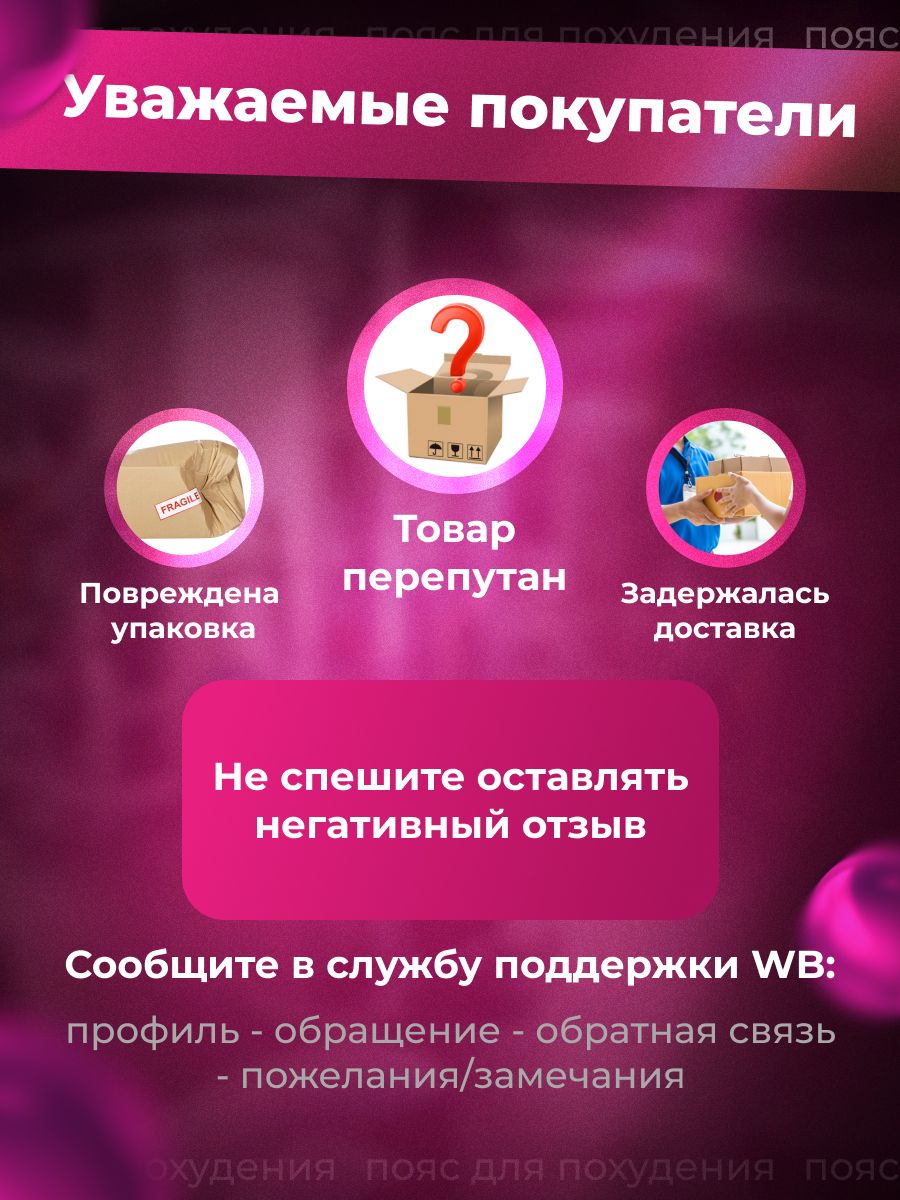 похудения пояс для похудения пояс
Уважаемые покупатели
FRAGILE
Товар
перепутан
Повреждена
упаковка
Задержалась
доставка
Не спешите оставлять
негативный отзыв
Сообщите в службу поддержки WB:
профиль - обращение - обратная связь
- пожелания/замечания
охудения пояс для похудения пояс